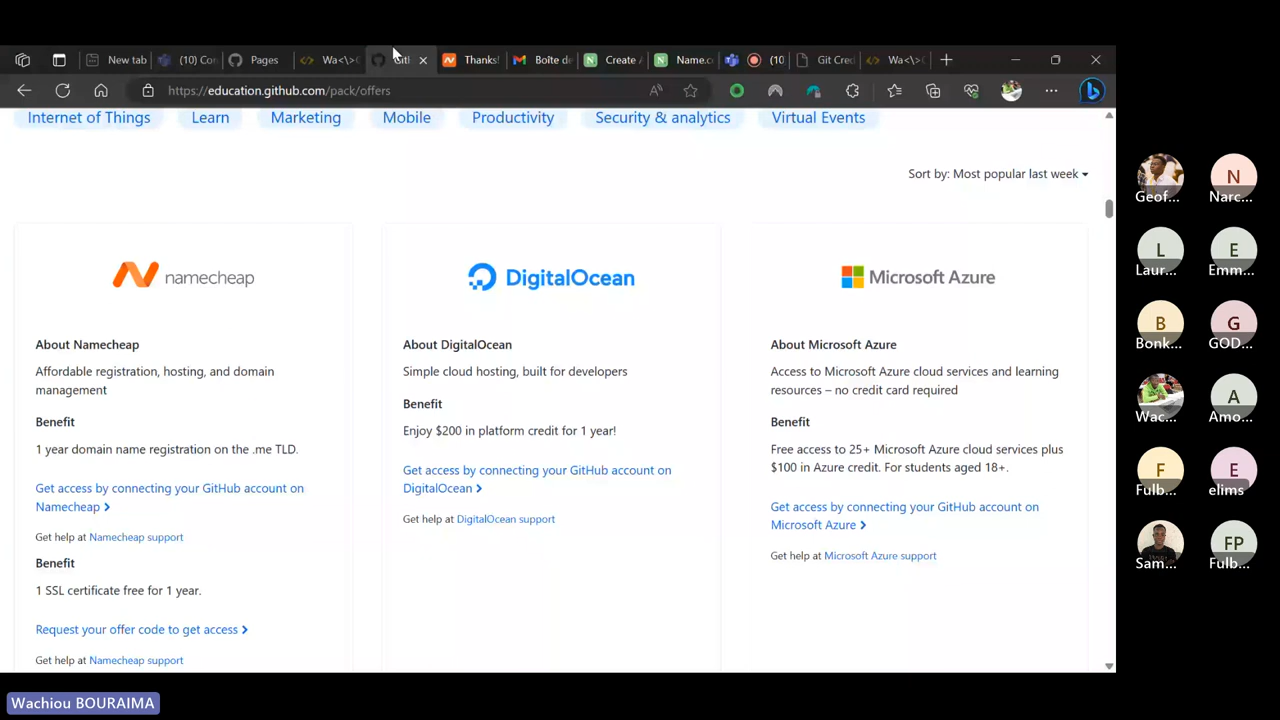 New tab
(10) Co
Pages
Wa<\>
Git
Thanks!
Boîte de
Create
Name.c
(10
Git Cre
Wa<\>
https://education.github.com/pack/offers
Internet of Things
Learn
Marketing
Mobile
Productivity
Security & analytics
Virtual Events
Sort by: Most popular last week
namecheap
DigitalOcean
Microsoft Azure
About Namecheap
Affordable registration, hosting, and domain
management
Benefit
1 year domain name registration on the .me TLD.
Get access by connecting your GitHub account on
Namecheap
Get help at Namecheap support
Benefit
1 SSL certificate free for 1 year.
Request your offer code to get access
Get help at Namecheap support
About DigitalOcean
Simple cloud hosting, built for developers
Benefit
Enjoy $200 in platform credit for 1 year!
Get access by connecting your GitHub account on
DigitalOcean
Get help at DigitalOcean support
About Microsoft Azure
Access to Microsoft Azure cloud services and learning
resources – no credit card required
Benefit
Free access to 25+ Microsoft Azure cloud services plus
$100 in Azure credit. For students aged 18+.
Get access by connecting your GitHub account on
Microsoft Azure
Get help at Microsoft Azure support
Geof...
N
Narc...
L
Laur...
E
Emm...
B
Bonk...
G
GOD...
Wac...
A
Amo...
F
Fulb...
E
elims
Sam...
FP
Fulb...
Wachiou BOURAIMA